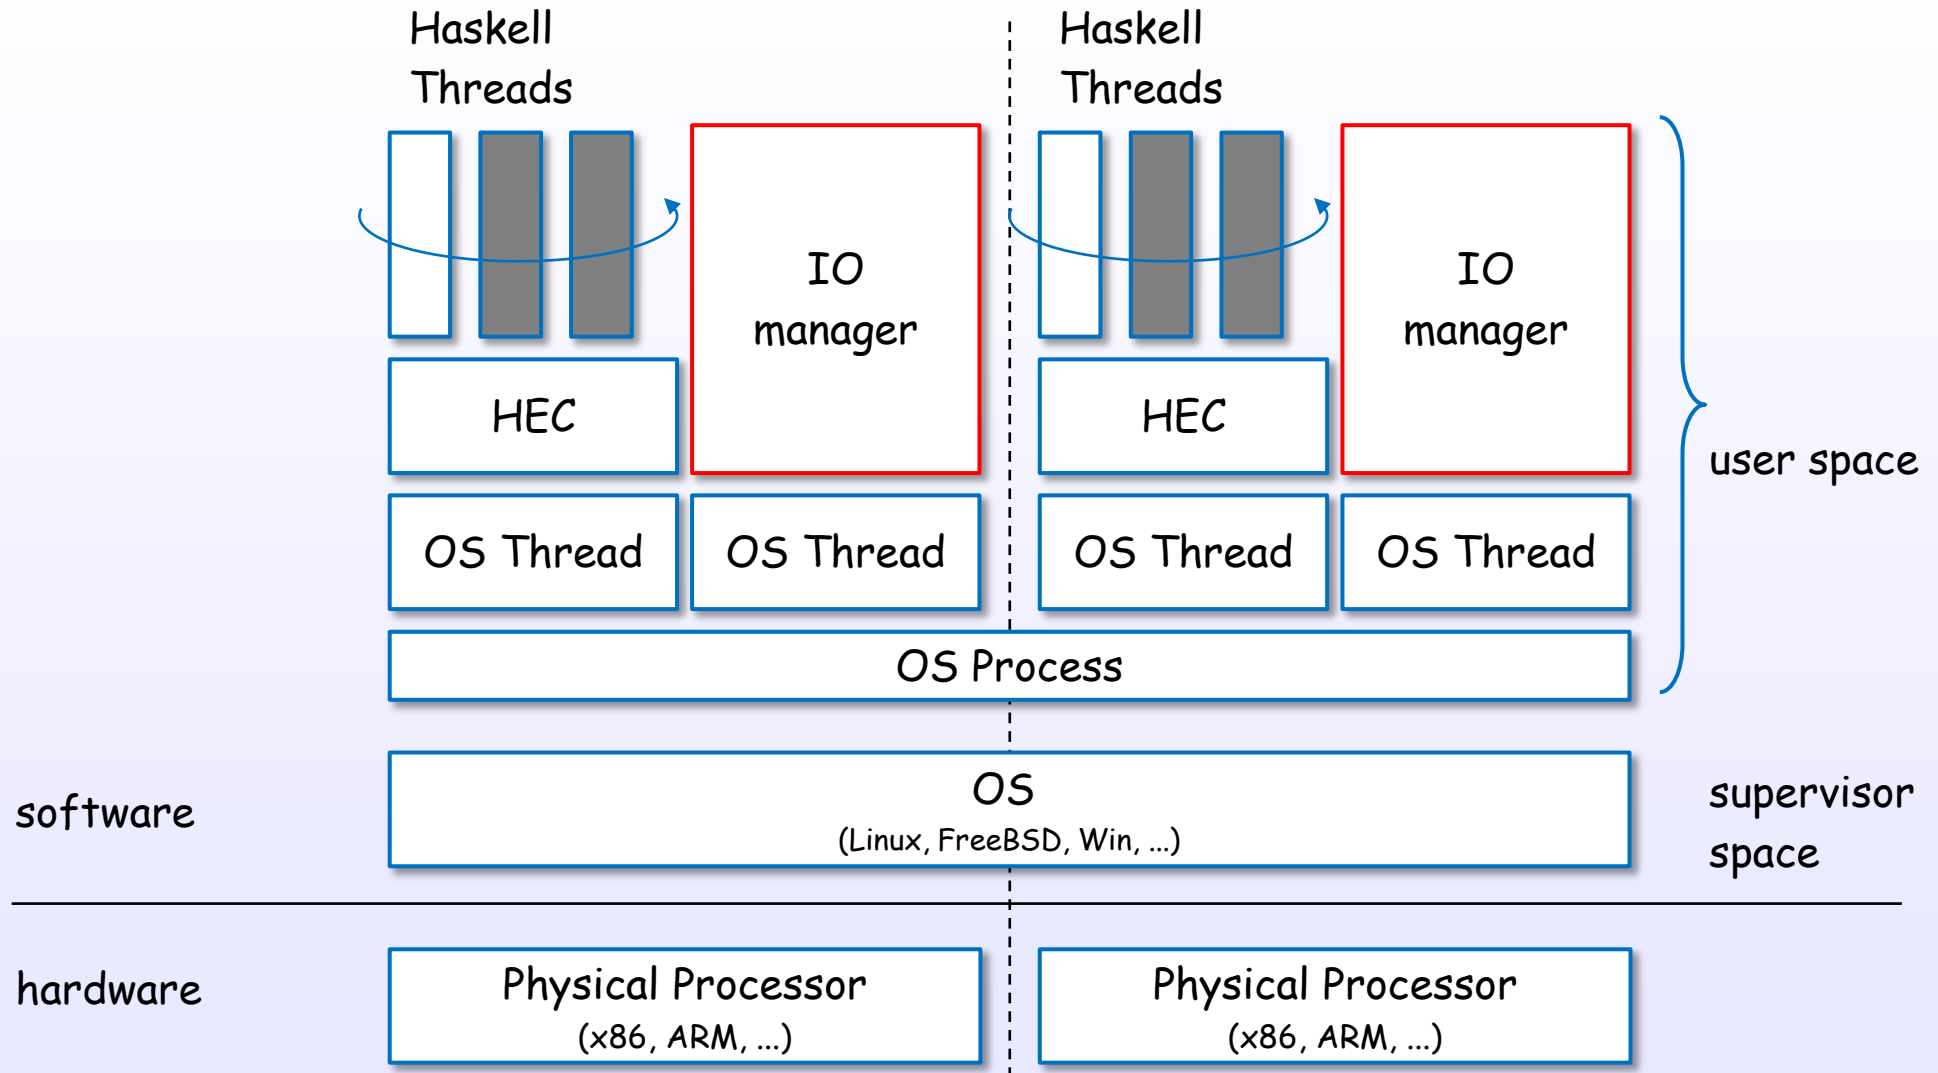 Haskell
Threads
Haskell
Threads
IO
manager
IO
manager
HEC
HEC
user space
OS Thread
OS Thread
OS Thread
OS Thread
OS Process
software
OS
(Linux, FreeBSD, Win, ...)
supervisor
space
hardware
Physical Processor
(x86, ARM, ...)
Physical Processor
(x86, ARM, ...)